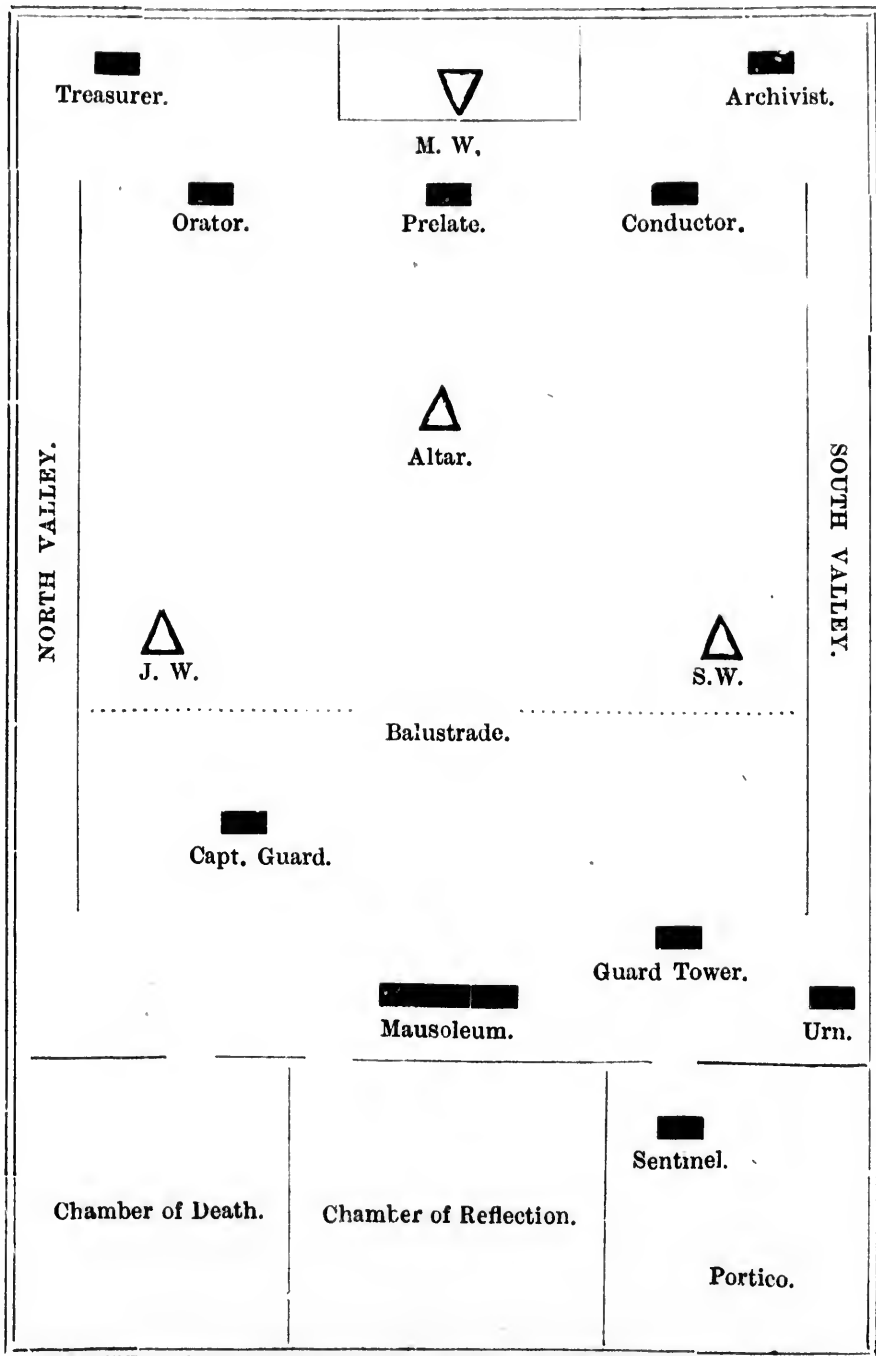 Treasurer.
Archivist.
M. W.
Orator.
Prelate.
Conductor.
Altar.
NORTH VALLEY.
SOUTH VALLEY.
J. W.
S.W.
Balustrade.
Capt. Guard.
Guard Tower.
Mausoleum.
Urn.
Sentinel.
Chamber of Death.
Chamber of Reflection.
Portico.